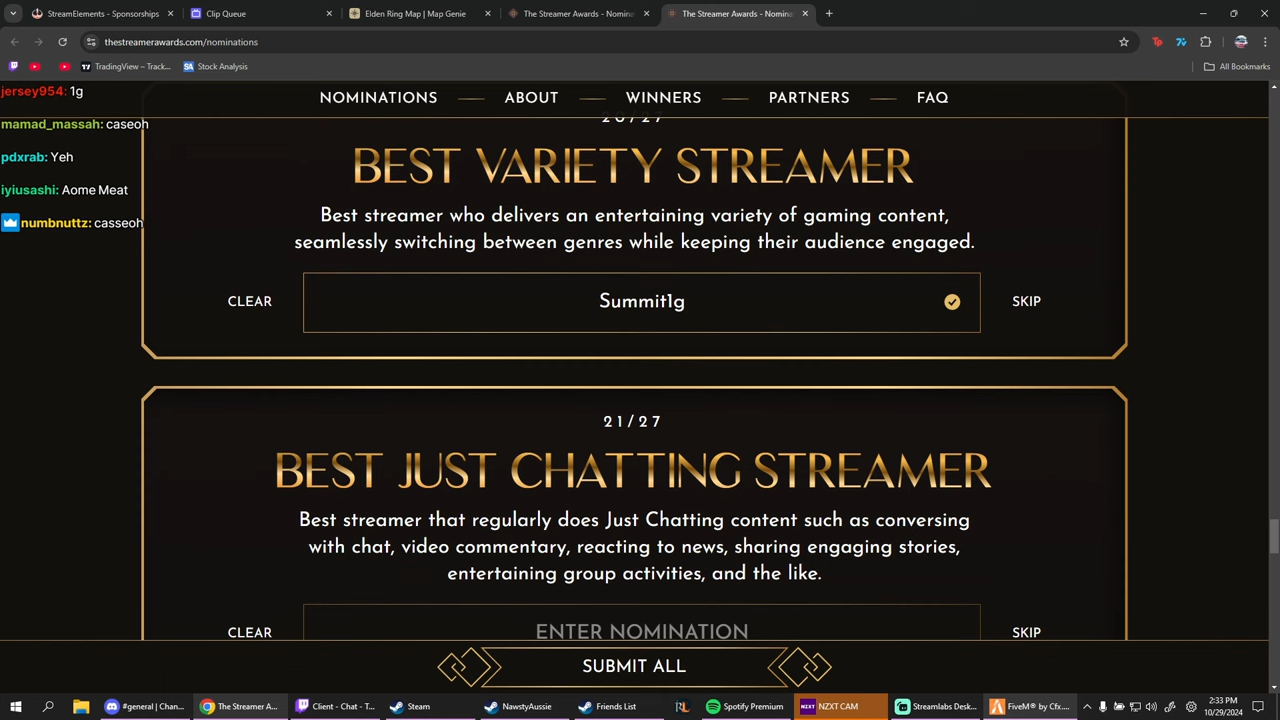 StreamElements - Sponsorships
Clip Queue
Elden Ring Map | Map Genie
The Streamer Awards - Nomina
The Streamer Awards - Nomina
thestreamerawards.com/nominations
TradingView – Track...
SA Stock Analysis
All Bookmarks
jersey954: 1g
mamad_massah: caseoh
pdxrab: Yeh
iyiusashi: Aome Meat
numbnuttz: casseoh
NOMINATIONS
ABOUT
WINNERS
PARTNERS
FAQ
20/27
BEST VARIETY STREAMER
Best streamer who delivers an entertaining variety of gaming content,
seamlessly switching between genres while keeping their audience engaged.
CLEAR
Summit1g
SKIP
21/27
BEST JUST CHATTING STREAMER
Best streamer that regularly does Just Chatting content such as conversing
with chat, video commentary, reacting to news, sharing engaging stories,
entertaining group activities, and the like.
CLEAR
ENTER NOMINATION
SKIP
SUBMIT ALL
#general | Chan...
The Streamer A...
Client - Chat - T...
Steam
NawstyAussie
Friends List
Spotify Premium
NZXT CAM
Streamlabs Desk...
FiveM® by Cfx...
2:33 PM
10/29/2024